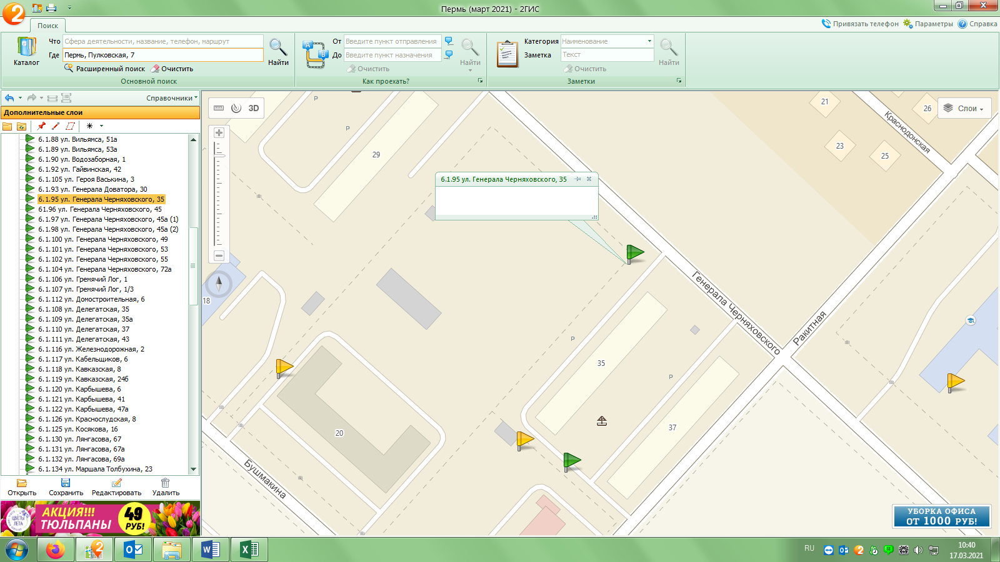 Пермь (март 2021) - 2ГИС
Поиск
Привязать телефон
Параметры
Справка
Каталог
Что
Сфера деятельности, название, телефон, маршрут
Где
Пермь, Пулковская, 7
Расширенный поиск
Очистить
Найти
Основной поиск
От
Введите пункт отправления
До
Введите пункт назначения
Очистить
Найти
Как проехать?
Категория
Наименование
Заметка
Текст
Очистить
Найти
Заметки
Справочники
Дополнительные слои
6.1.88 ул. Вильямса, 51а
6.1.89 ул. Вильямса, 53а
6.1.90 ул. Водозаборная, 1
6.1.92 ул. Гайвинская, 42
6.1.105 ул. Героя Васькина, 3
6.1.93 ул. Генерала Доватора, 30
6.1.95 ул. Генерала Черняховского, 35
61.96 ул. Генерала Черняховского, 45
6.1.97 ул. Генерала Черняховского, 45а (1)
6.1.98 ул. Генерала Черняховского, 45а (2)
6.1.100 ул. Генерала Черняховского, 49
6.1.101 ул. Генерала Черняховского, 53
6.1.102 ул. Генерала Черняховского, 55
6.1.104 ул. Генерала Черняховского, 72а
6.1.106 ул. Гремячий Лог, 1
6.1.107 ул. Гремячий Лог, 1/3
6.1.112 ул. Домостроительная, 6
6.1.108 ул. Делегатская, 35
6.1.109 ул. Делегатская, 35а
6.1.110 ул. Делегатская, 37
6.1.111 ул. Делегатская, 43
6.1.116 ул. Железнодорожная, 2
6.1.117 ул. Кабельщиков, 6
6.1.118 ул. Кавказская, 8
6.1.119 ул. Кавказская, 24б
6.1.120 ул. Карбышева, 6
6.1.121 ул. Карбышева, 41
6.1.122 ул. Карбышева, 47а
6.1.126 ул. Краснослудская, 8
6.1.125 ул. Косякова, 16
6.1.130 ул. Лянгасова, 67
6.1.131 ул. Лянгасова, 67а
6.1.132 ул. Лянгасова, 69а
6.1.134 ул. Маршала Толбухина, 23
Открыть
Сохранить
Редактировать
Удалить
ЦВЕТЫ ЛЕТА
АКЦИЯ!!!
ТЮЛЬПАНЫ
49
РУБ!
3D
Слои
6.1.95 ул. Генерала Черняховского, 35
P
P
P
P
21
26
23
25
29
18
35
37
20
Краснодонская
Генерала Черняховского
Ракитная
Бушмакина
УБОРКА ОФИСА
ОТ 1000 РУБ!
RU
10:40
17.03.2021